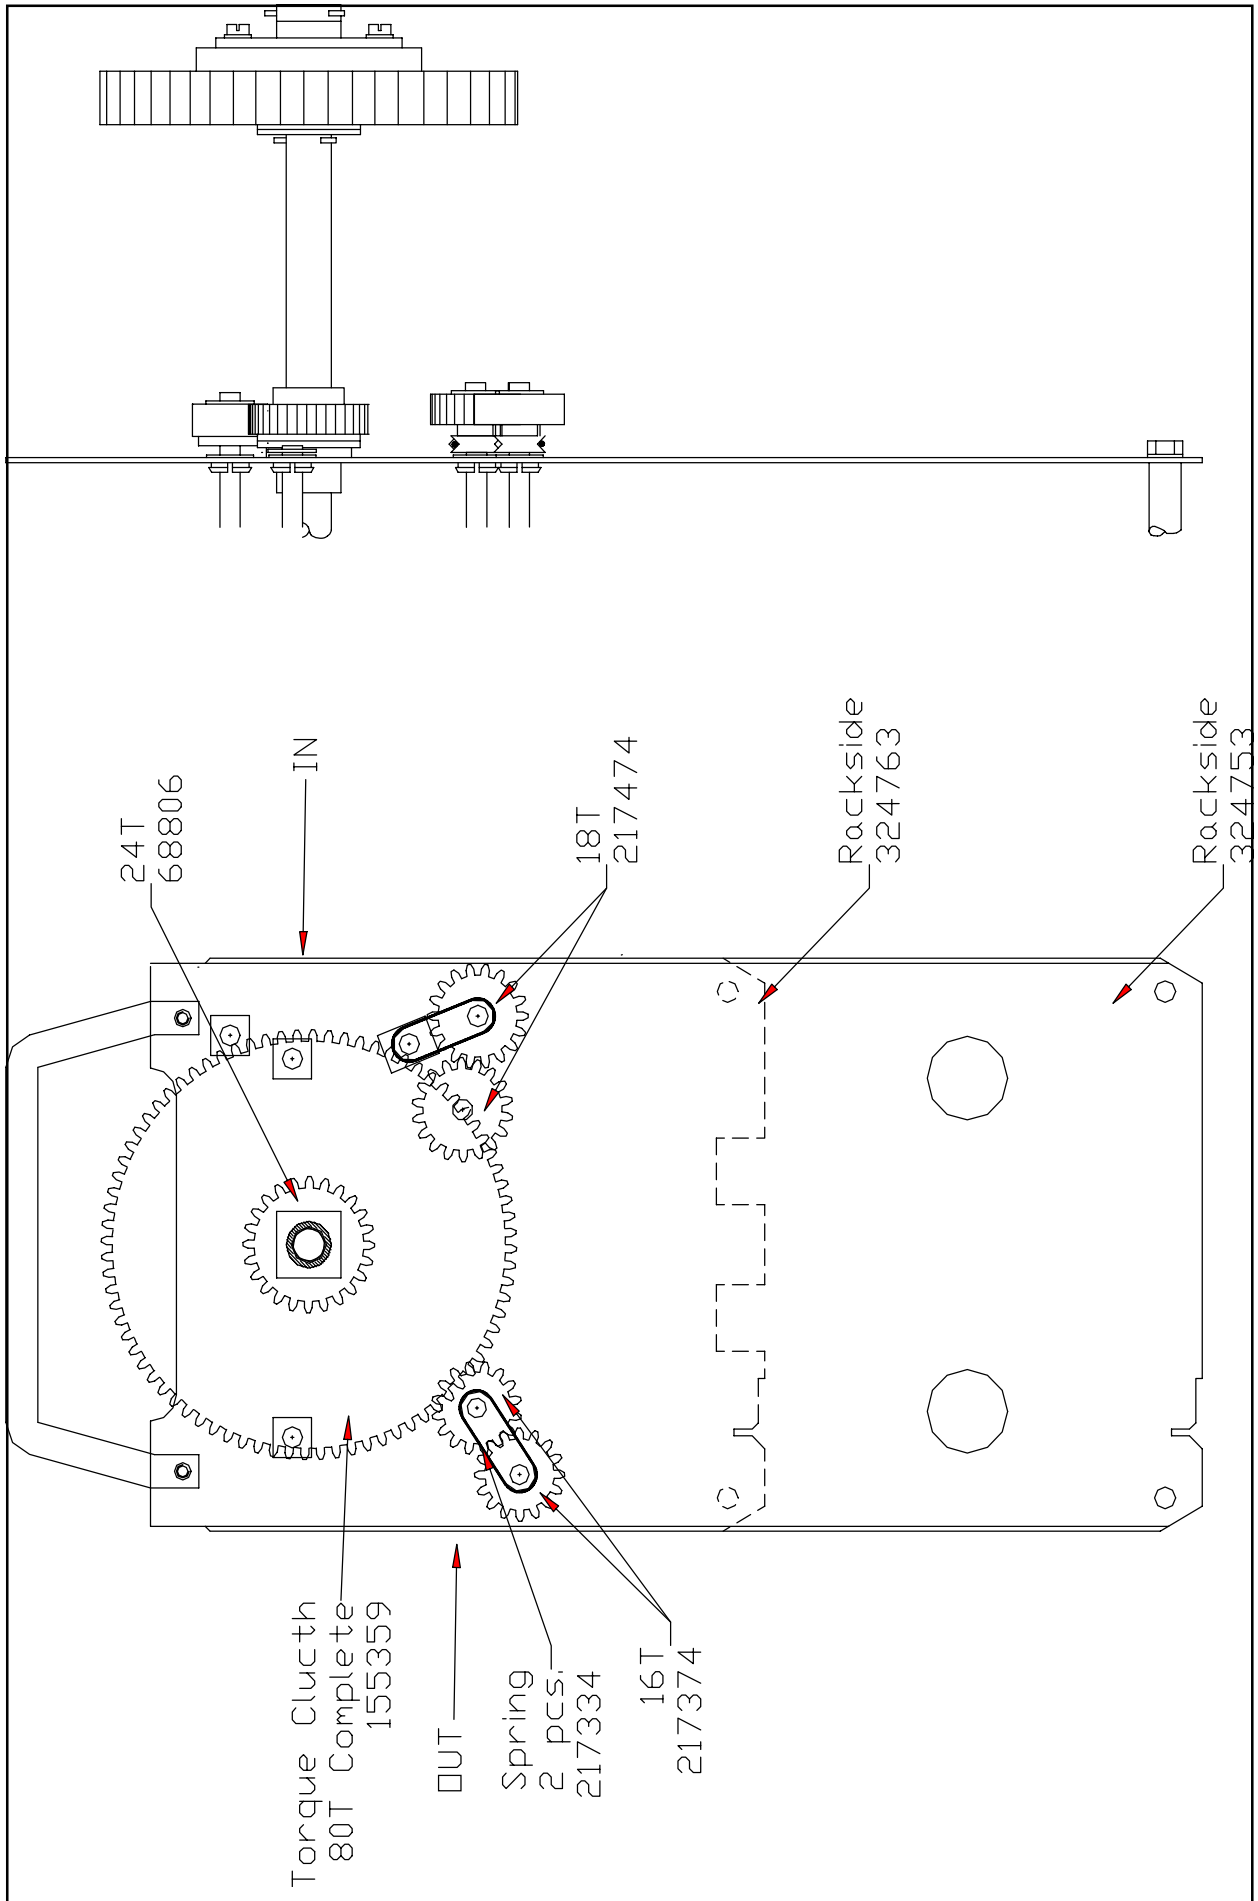 24T
68806
Torque Clucth
80T Complete
155359
IN
OUT
Spring
2 pcs.
217334
18T
217474
16T
217374
Rackside
324763
Rackside
324753